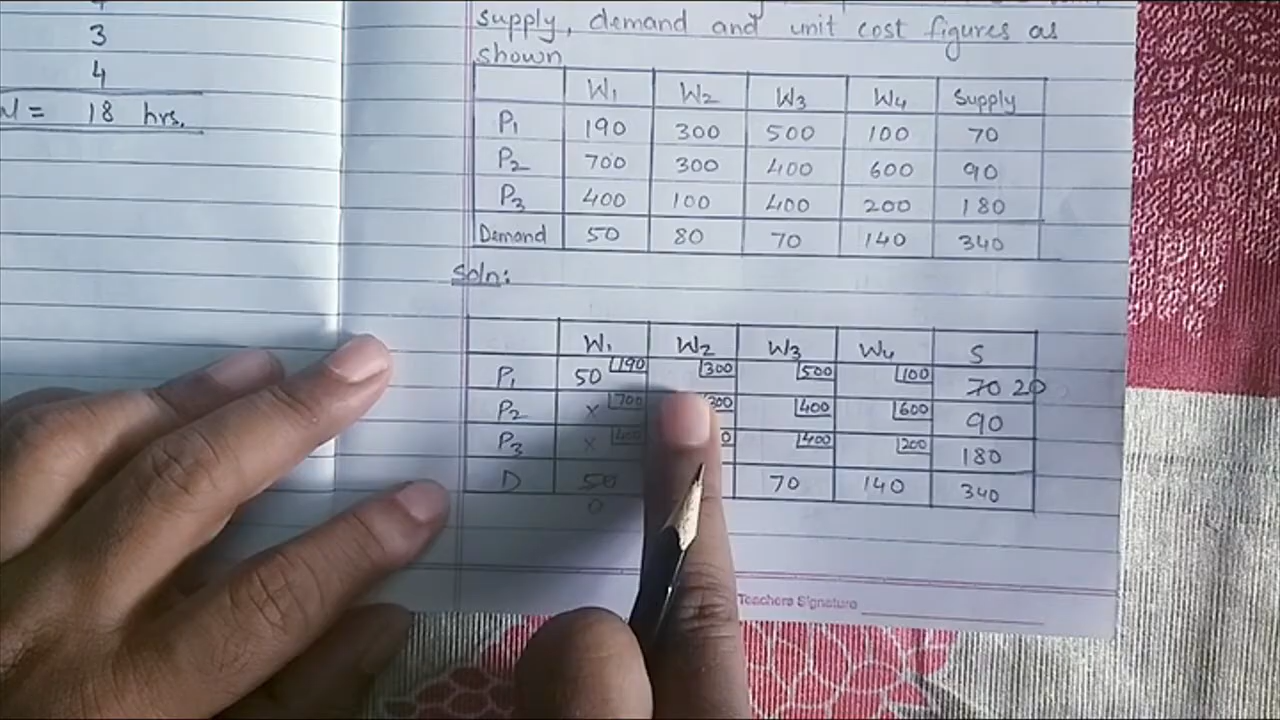 3
4
= 18 hrs.
supply, demand and unit cost figures as
shown
W1 W2 W3 W4 Supply
P1 190 300 500 100 70
P2 700 300 400 600 90
P3 400 100 400 200 180
Demand 50 80 70 140 340
Soln:
W1 W2 W3 W4 S
P1 50 190 300 500 100 70 20
P2 x 700 400 600 90
P3 x 400 400 200 180
D 50 70 140 340
0
Teachers Signature